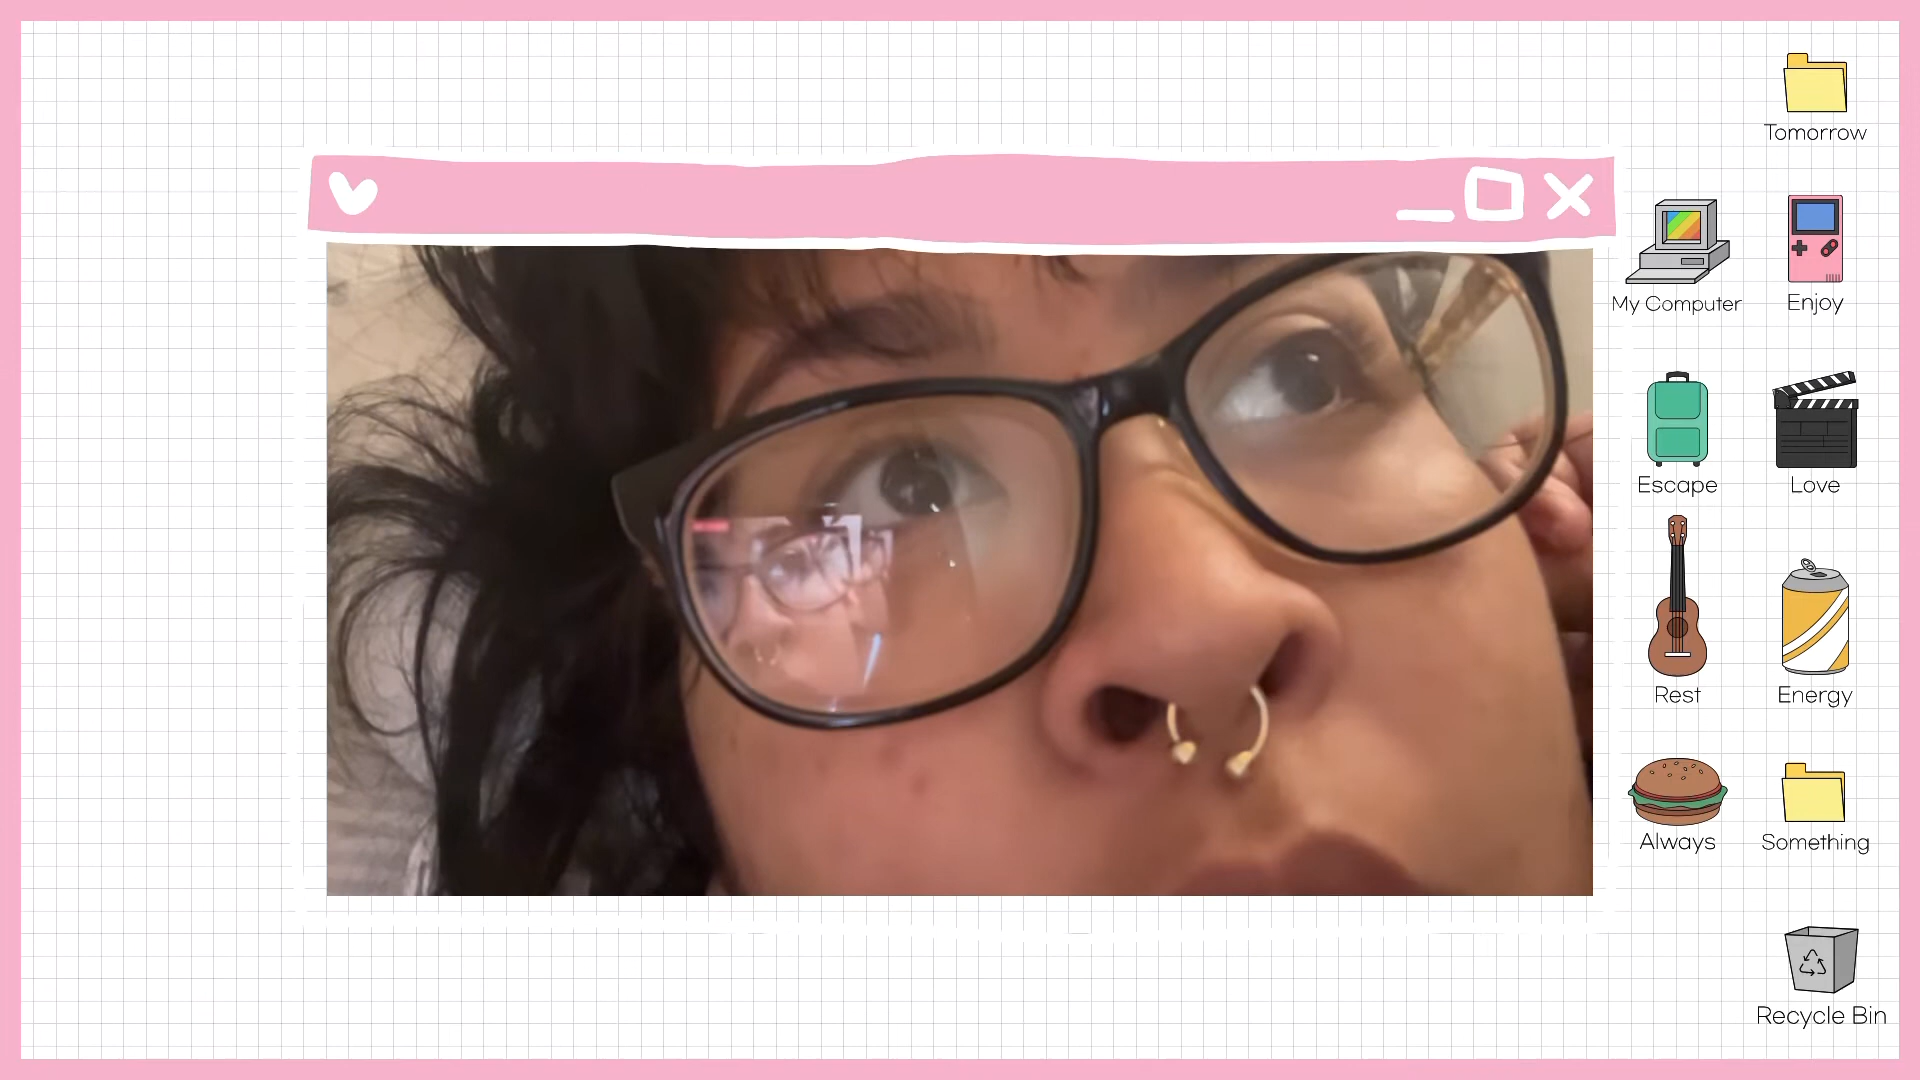 Tomorrow
My Computer
Enjoy
Escape
Love
Rest
Energy
Always
Something
Recycle Bin